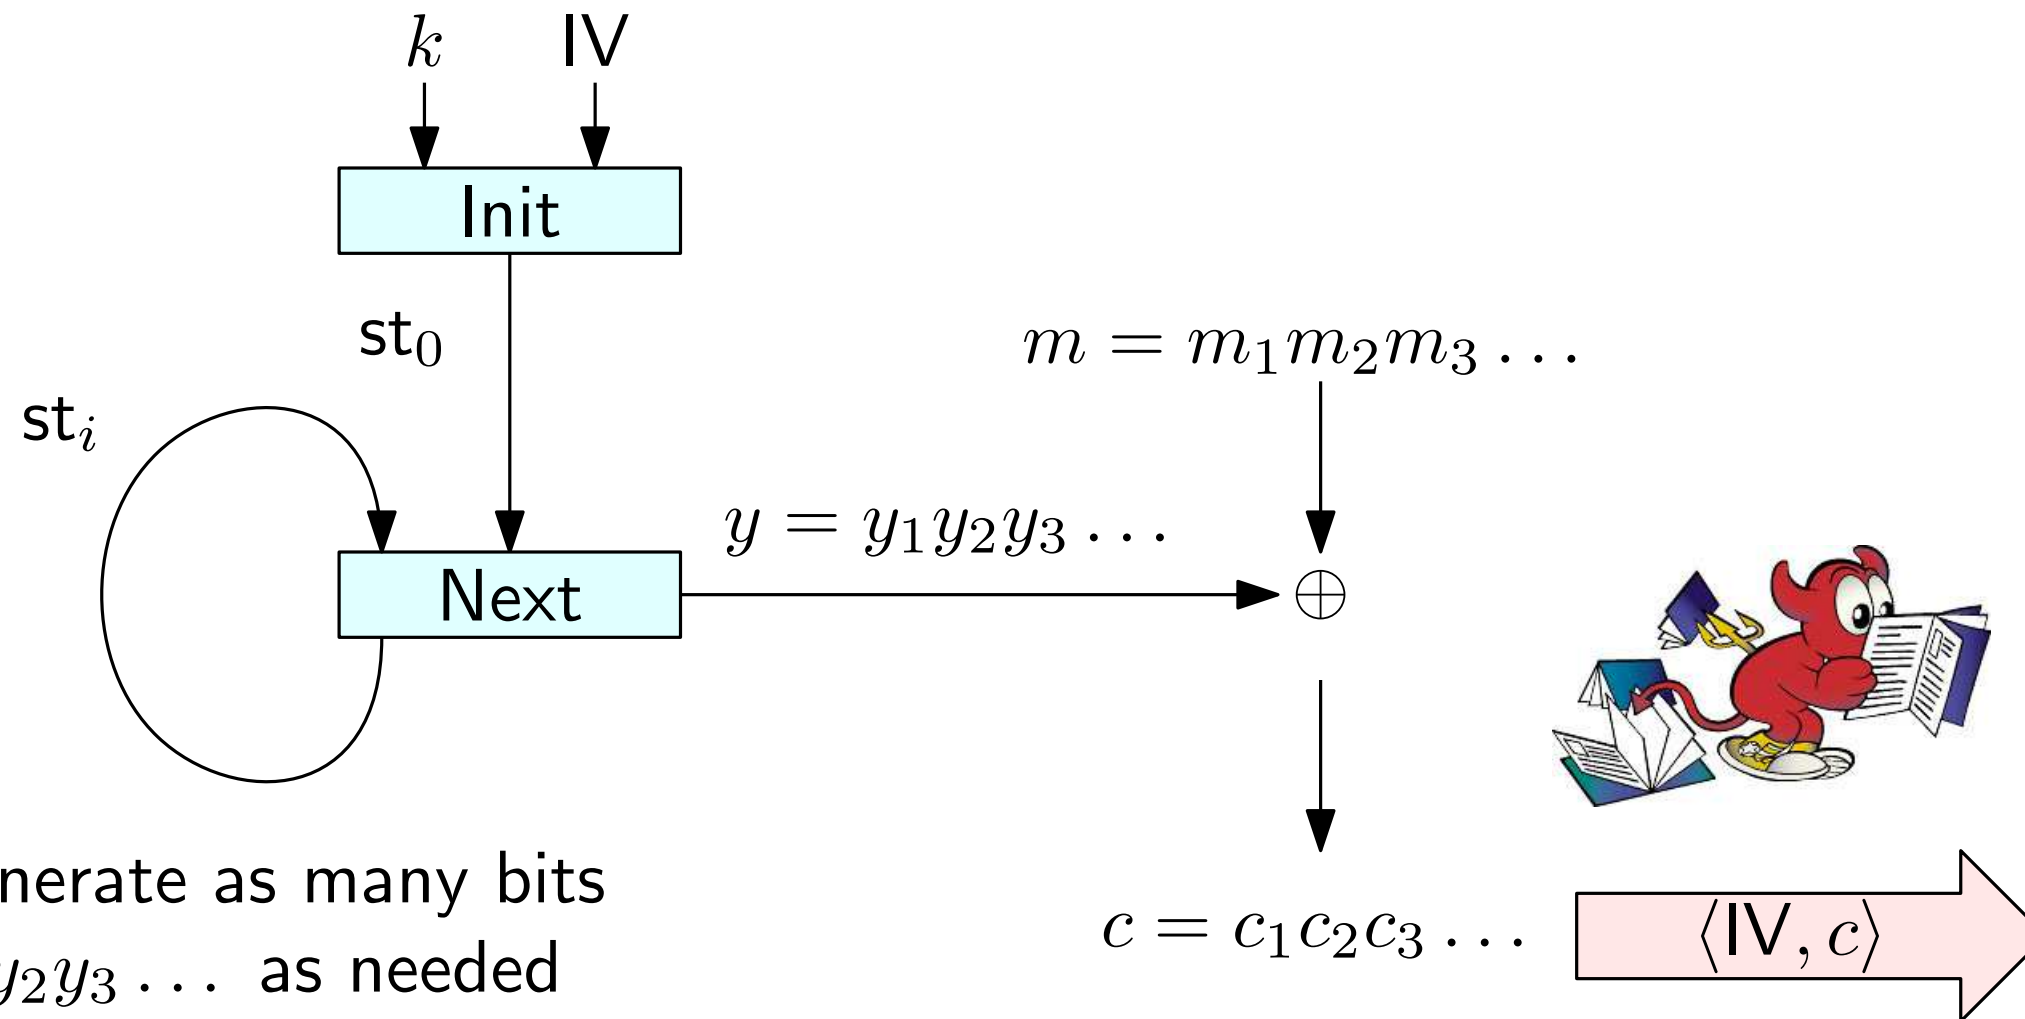 k IV
Init
st₀
m = m₁m₂m₃ . . .
stᵢ
y = y₁y₂y₃ . . .
Next
⊕
nerate as many bits
y₂y₃ . . . as needed
c = c₁c₂c₃ . . .
⟨IV, c⟩